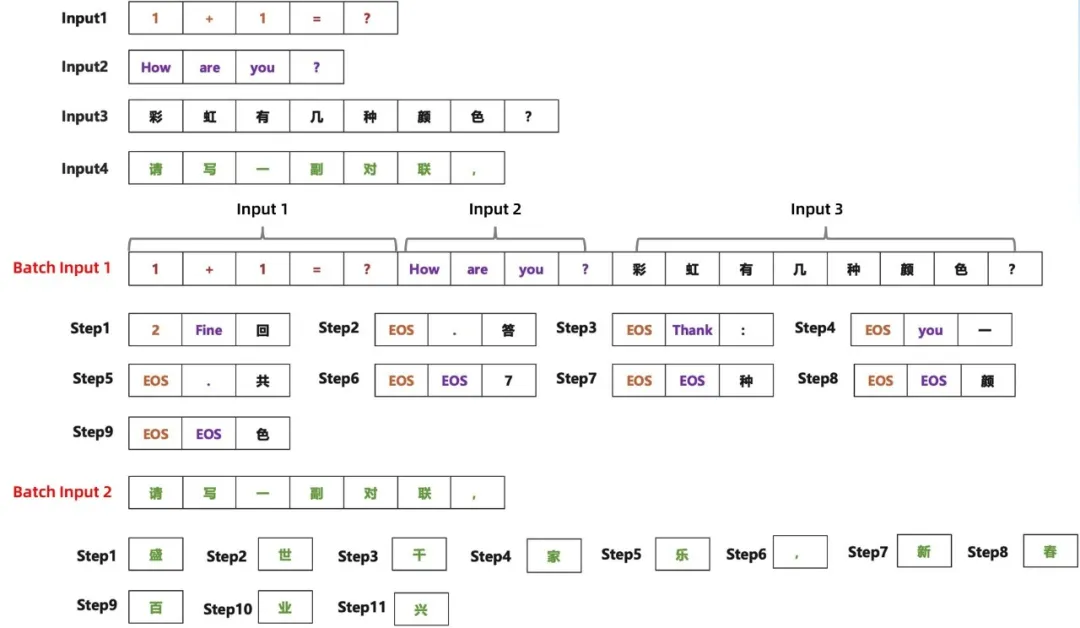 Input1 1 + 1 = ?
Input2 How are you ?
Input3 彩 虹 有 几 种 颜 色 ?
Input4 请 写 一 副 对 联 ,
Input 1 Input 2 Input 3
Batch Input 1 1 + 1 = ? How are you ? 彩 虹 有 几 种 颜 色 ?
Step1 2 Fine 回 Step2 EOS . 答 Step3 EOS Thank : Step4 EOS you 一
Step5 EOS . 共 Step6 EOS EOS 7 Step7 EOS EOS 种 Step8 EOS EOS 颜
Step9 EOS EOS 色
Batch Input 2 请 写 一 副 对 联 ,
Step1 盛 Step2 世 Step3 千 Step4 家 Step5 乐 Step6 , Step7 新 Step8 春
Step9 百 Step10 业 Step11 兴